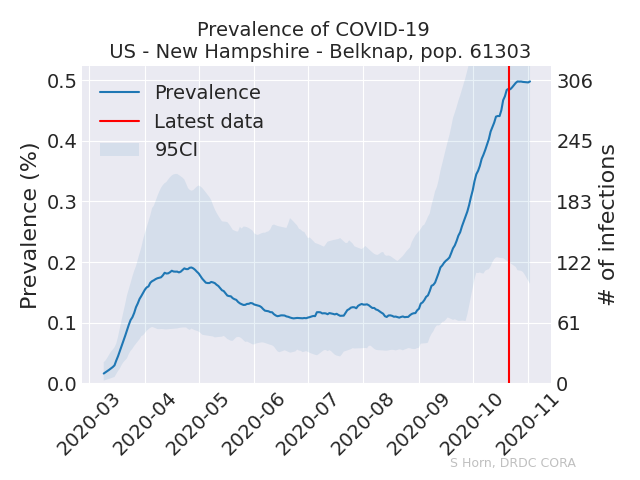 Prevalence of COVID-19
US - New Hampshire - Belknap, pop. 61303
Prevalence
Latest data
95CI
Prevalence (%)
0.5
0.4
0.3
0.2
0.1
0.0
306
245
183
122
61
0
# of infections
2020-03
2020-04
2020-05
2020-06
2020-07
2020-08
2020-09
2020-10
2020-11
S Horn, DRDC CORA